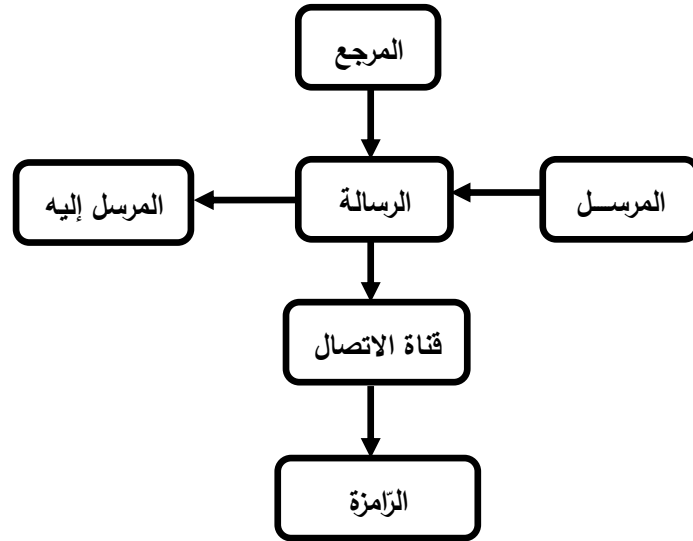 المرجع
المرســل
الرسالة
المرسل إليه
قناة الاتصال
الرّامزة